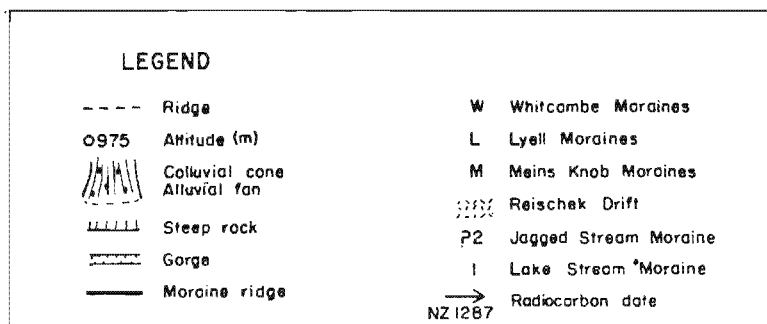 LEGEND
Ridge
O975 Altitude (m)
Colluvial cone
Alluvial fan
Steep rock
Gorge
Moraine ridge
W Whitcombe Moraines
L Lyell Moraines
M Meins Knob Moraines
Reischek Drift
?2 Jagged Stream Moraine
1 Lake Stream Moraine
NZ 1287 Radiocarbon date